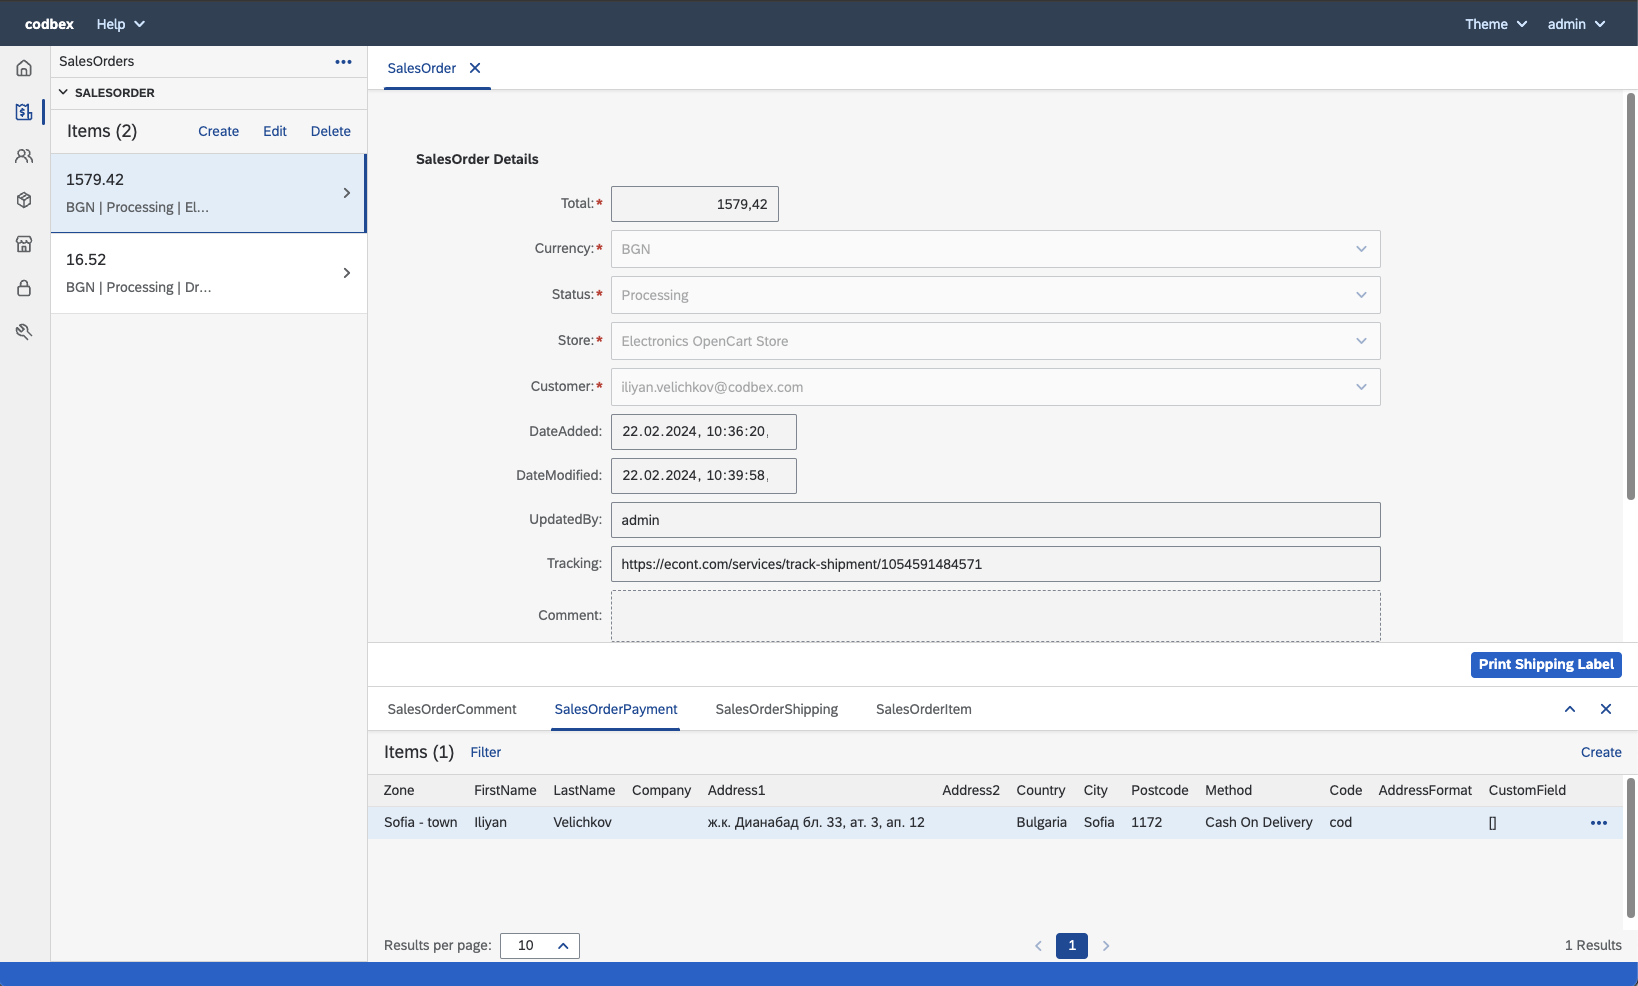 codbex Help Theme admin
SalesOrders
SALESORDER
Items (2) Create Edit Delete
1579.42
BGN | Processing | El...
16.52
BGN | Processing | Dr...
SalesOrder
SalesOrder Details
Total:* 1579,42
Currency:* BGN
Status:* Processing
Store:* Electronics OpenCart Store
Customer:* iliyan.velichkov@codbex.com
DateAdded: 22.02.2024, 10:36:20,
DateModified: 22.02.2024, 10:39:58,
UpdatedBy: admin
Tracking: https://econt.com/services/track-shipment/1054591484571
Comment:
Print Shipping Label
SalesOrderComment SalesOrderPayment SalesOrderShipping SalesOrderItem
Items (1) Filter Create
Zone FirstName LastName Company Address1 Address2 Country City Postcode Method Code AddressFormat CustomField
Sofia - town Iliyan Velichkov ж.к. Дианабад бл. 33, ат. 3, ап. 12 Bulgaria Sofia 1172 Cash On Delivery cod []
Results per page: 10 1 1 Results